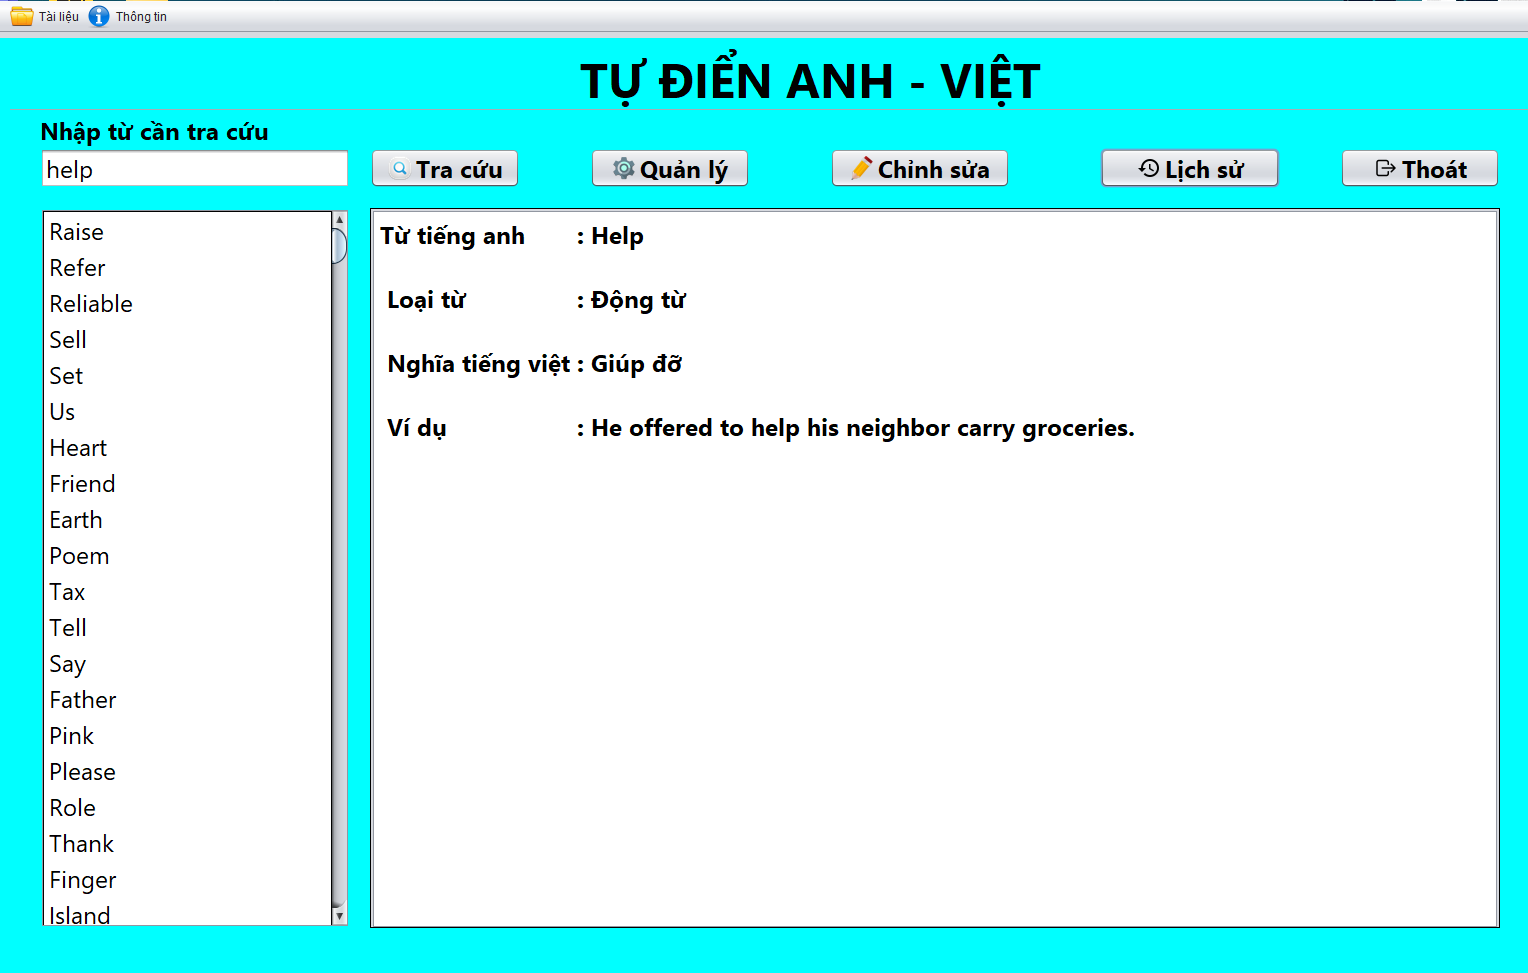 Tài liệu Thông tin
TỰ ĐIỂN ANH - VIỆT
Nhập từ cần tra cứu
help
Tra cứu
Quản lý
Chỉnh sửa
Lịch sử
Thoát
Raise
Refer
Reliable
Sell
Set
Us
Heart
Friend
Earth
Poem
Tax
Tell
Say
Father
Pink
Please
Role
Thank
Finger
Island
Từ tiếng anh : Help
Loại từ : Động từ
Nghĩa tiếng việt : Giúp đỡ
Ví dụ : He offered to help his neighbor carry groceries.